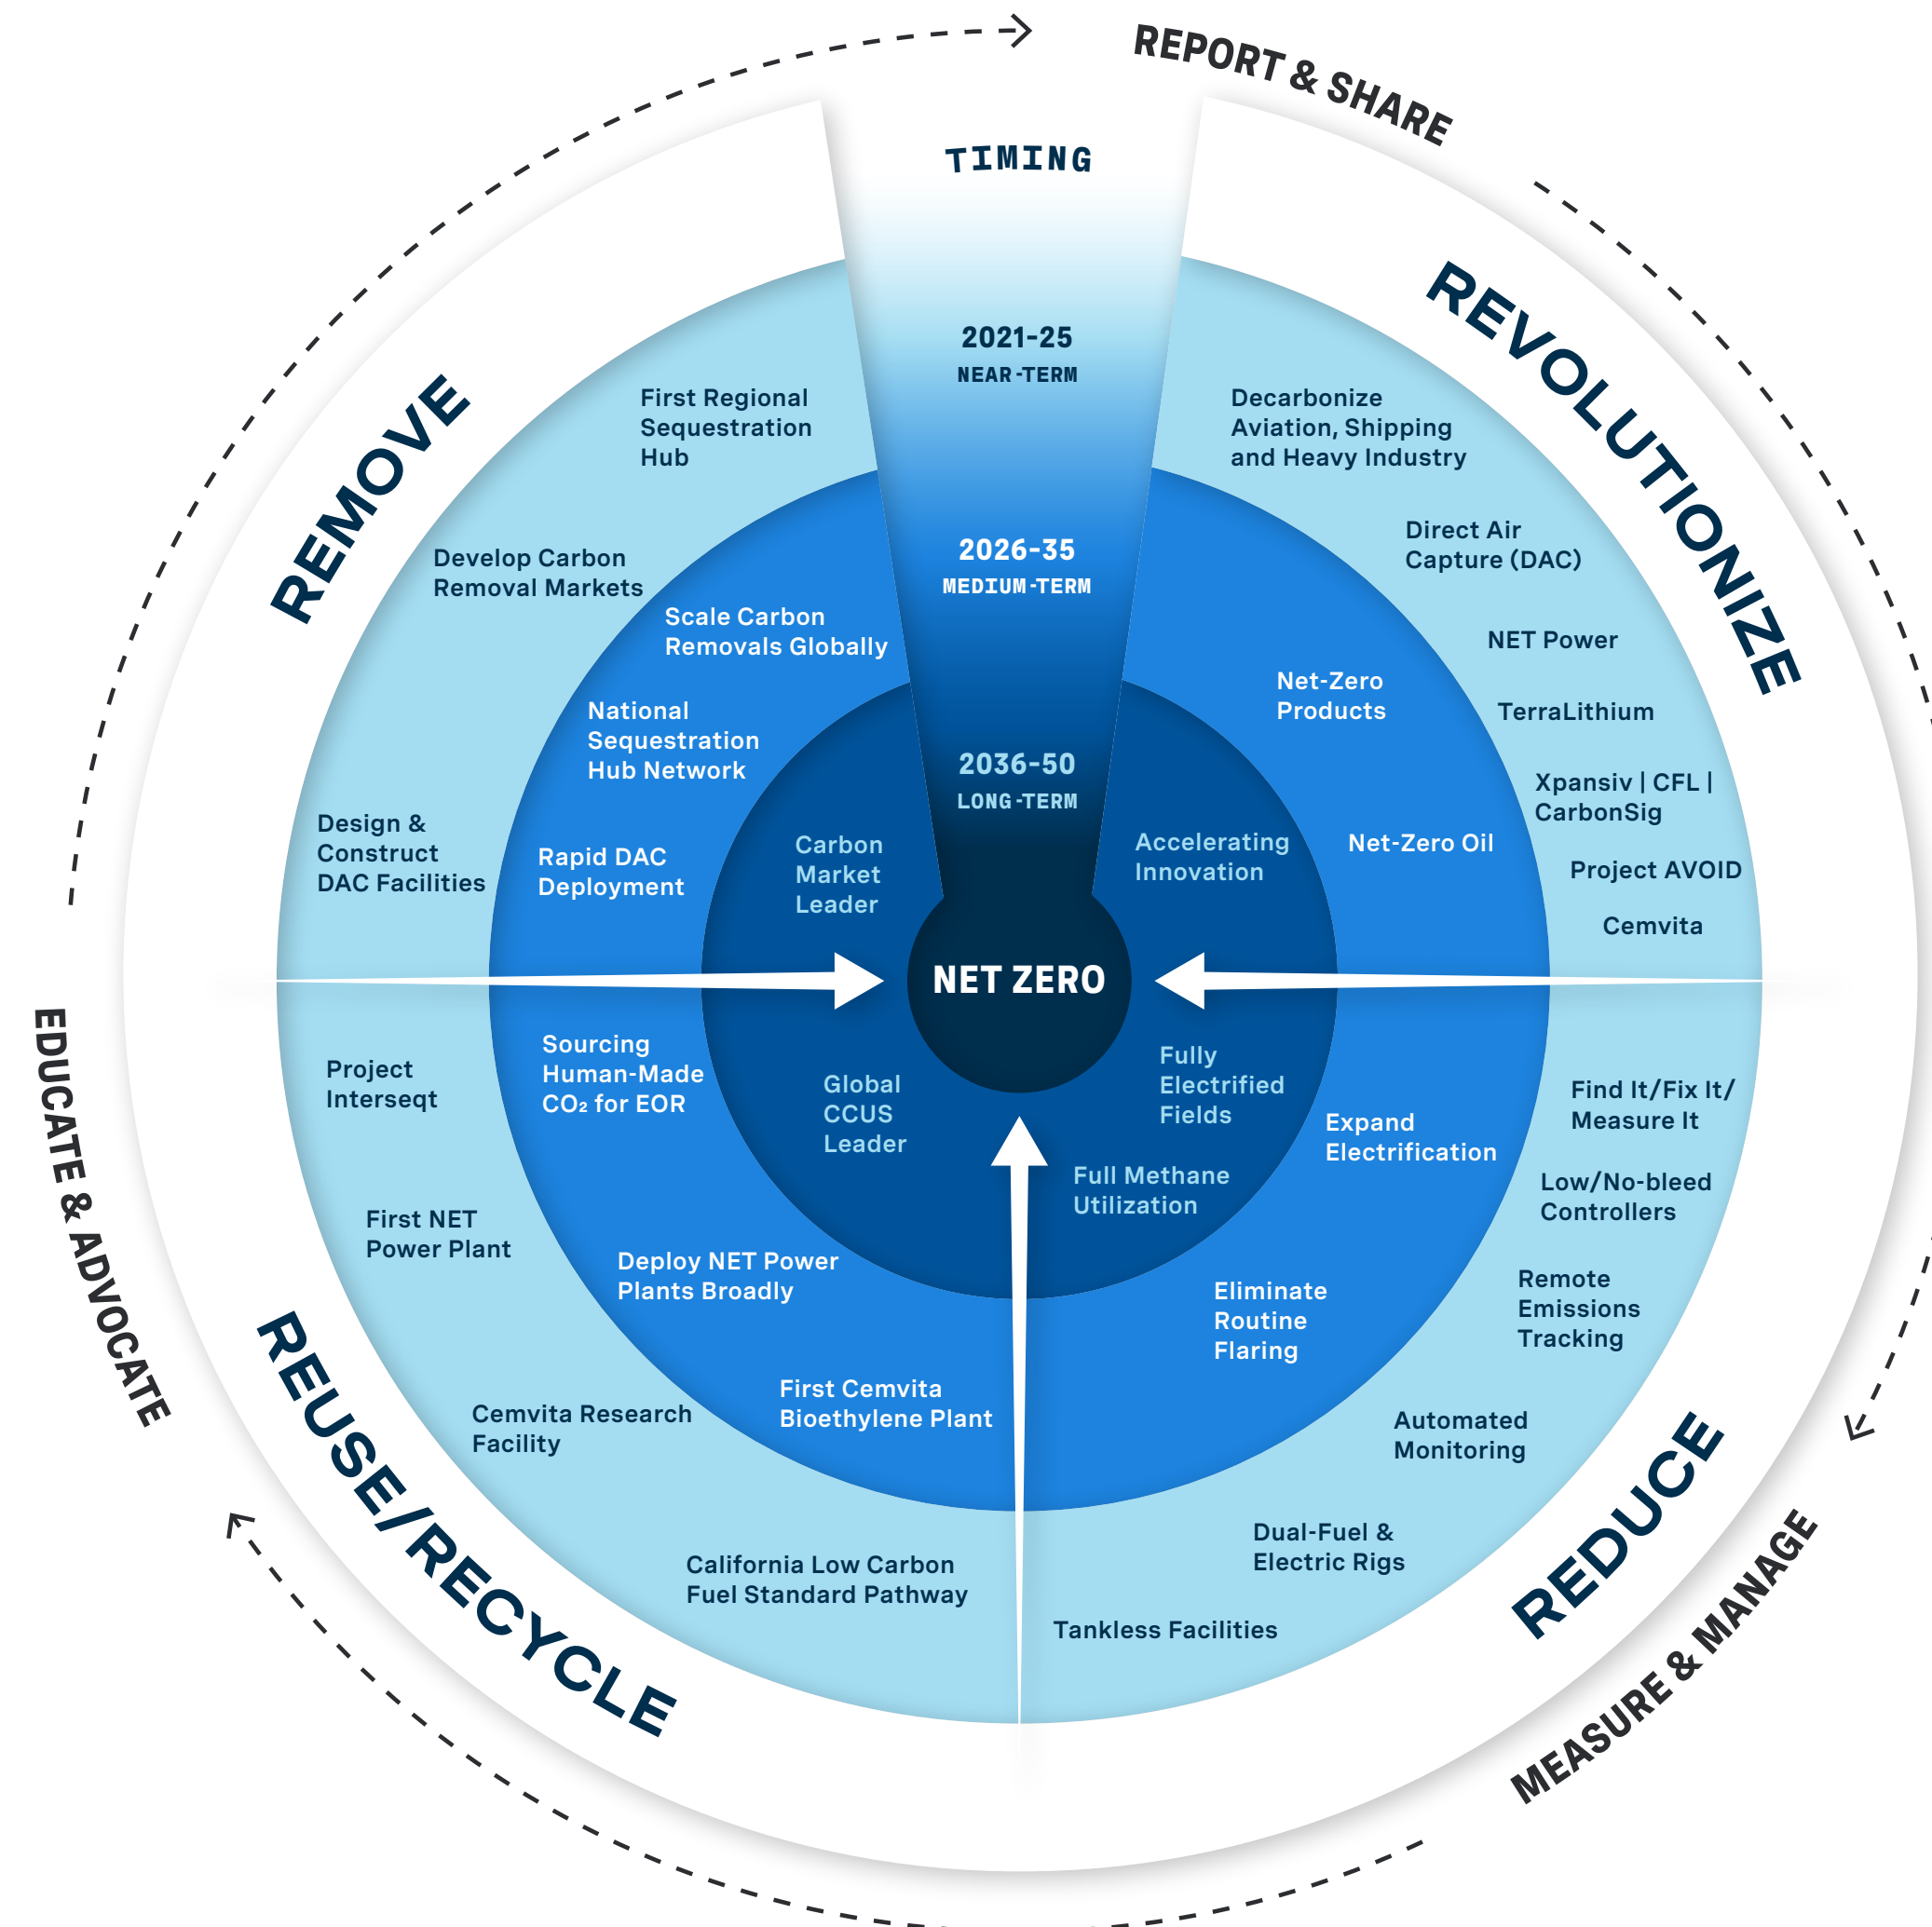 REPORT & SHARE
TIMING
2021-25
NEAR-TERM
2026-35
MEDIUM-TERM
2036-50
LONG-TERM
NET ZERO
REVOLUTIONIZE
Decarbonize
Aviation, Shipping
and Heavy Industry
Direct Air
Capture (DAC)
NET Power
TerraLithium
Xpansiv | CFL |
CarbonSig
Project AVOID
Cemvita
Net-Zero
Products
Net-Zero Oil
Accelerating
Innovation
REDUCE
Find It/Fix It/
Measure It
Low/No-bleed
Controllers
Remote
Emissions
Tracking
Automated
Monitoring
Dual-Fuel &
Electric Rigs
Tankless Facilities
Expand
Electrification
Eliminate
Routine
Flaring
Fully
Electrified
Fields
Full Methane
Utilization
MEASURE & MANAGE
REUSE/RECYCLE
Project
Interseqt
First NET
Power Plant
Cemvita Research
Facility
California Low Carbon
Fuel Standard Pathway
Sourcing
Human-Made
CO₂ for EOR
Deploy NET Power
Plants Broadly
First Cemvita
Bioethylene Plant
Global
CCUS
Leader
EDUCATE & ADVOCATE
REMOVE
First Regional
Sequestration
Hub
Develop Carbon
Removal Markets
Design &
Construct
DAC Facilities
Scale Carbon
Removals Globally
National
Sequestration
Hub Network
Rapid DAC
Deployment
Carbon
Market
Leader